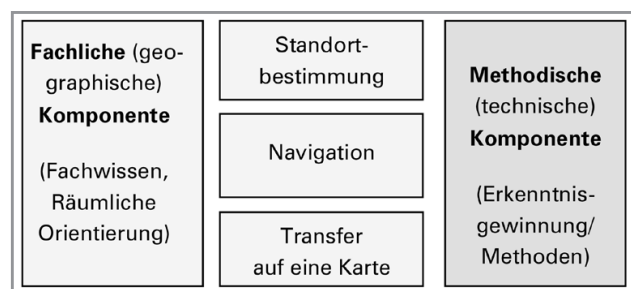 Fachliche (geo-
graphische)
Komponente
(Fachwissen,
Räumliche
Orientierung)
Standort-
bestimmung
Navigation
Transfer
auf eine Karte
Methodische
(technische)
Komponente
(Erkenntnis-
gewinnung/
Methoden)